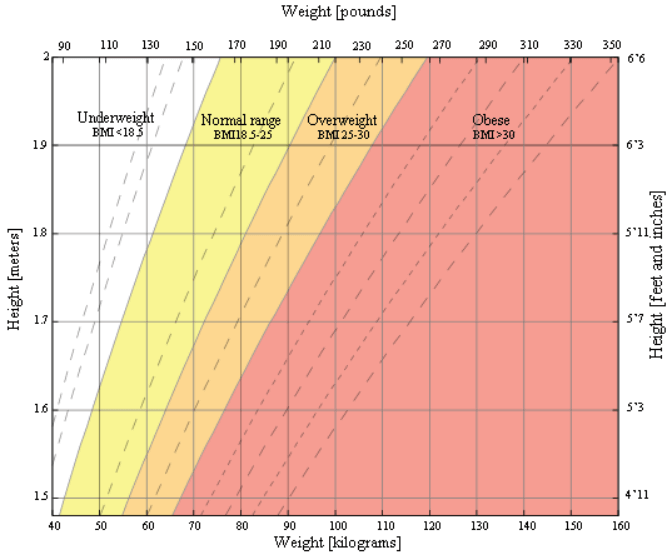 Weight [pounds]
90 110 130 150 170 190 210 230 250 270 290 310 330 350
2 6"6
Underweight Normal range Overweight Obese
BMI <18.5 BMI18.5-25 BMI 25-30 BMI >30
1.9 6"3
1.8 5"11
Height [meters]
Height [feet and inches]
1.7 5"7
1.6 5"3
1.5 4"11
40 50 60 70 80 90 100 110 120 130 140 150 160
Weight [kilograms]